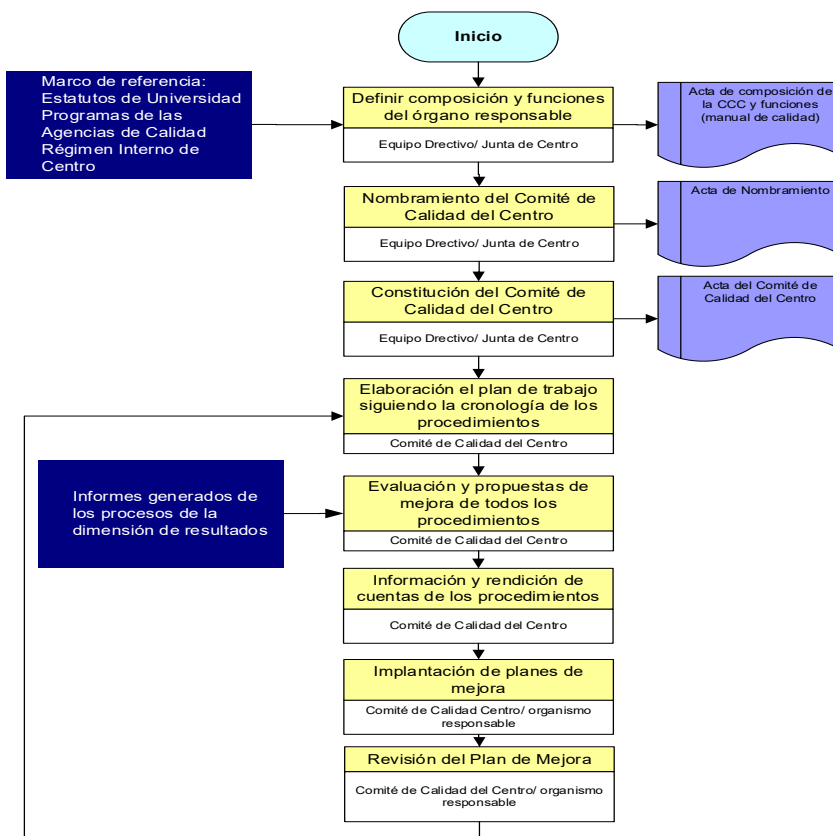 Inicio
Marco de referencia:
Estatutos de Universidad
Programas de las
Agencias de Calidad
Régimen Interno de
Centro
Definir composición y funciones
del órgano responsable
Equipo Drectivo/ Junta de Centro
Acta de composición de
la CCC y funciones
(manual de calidad)
Nombramiento del Comité de
Calidad del Centro
Equipo Drectivo/ Junta de Centro
Acta de Nombramiento
Constitución del Comité de
Calidad del Centro
Equipo Drectivo/ Junta de Centro
Acta del Comité de
Calidad del Centro
Elaboración el plan de trabajo
siguiendo la cronología de los
procedimientos
Comité de Calidad del Centro
Informes generados de
los procesos de la
dimensión de resultados
Evaluación y propuestas de
mejora de todos los
procedimientos
Comité de Calidad del Centro
Información y rendición de
cuentas de los procedimientos
Comité de Calidad del Centro
Implantación de planes de
mejora
Comité de Calidad Centro/ organismo
responsable
Revisión del Plan de Mejora
Comité de Calidad del Centro/ organismo
responsable